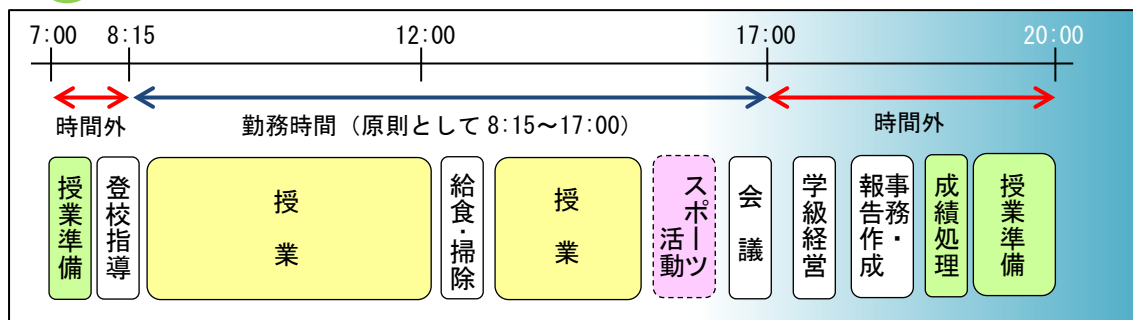 7:00 8:15 12:00 17:00 20:00
時間外 勤務時間（原則として8:15～17:00） 時間外
授業準備
登校指導
授業
給食・掃除
授業
スポーツ
活動
会議
学級経営
事務・
報告作成
成績処理
授業準備